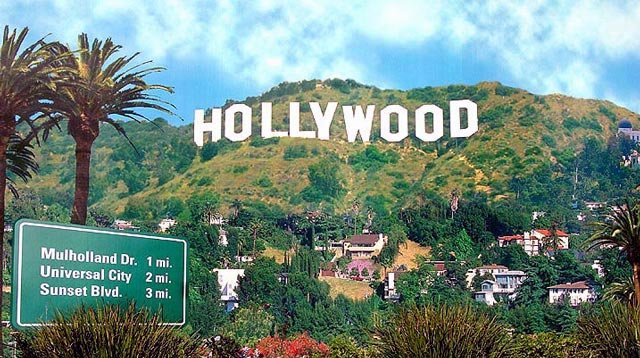 HOLLYWOOD
Mulholland Dr. 1 mi.
Universal City 2 mi.
Sunset Blvd. 3 mi.